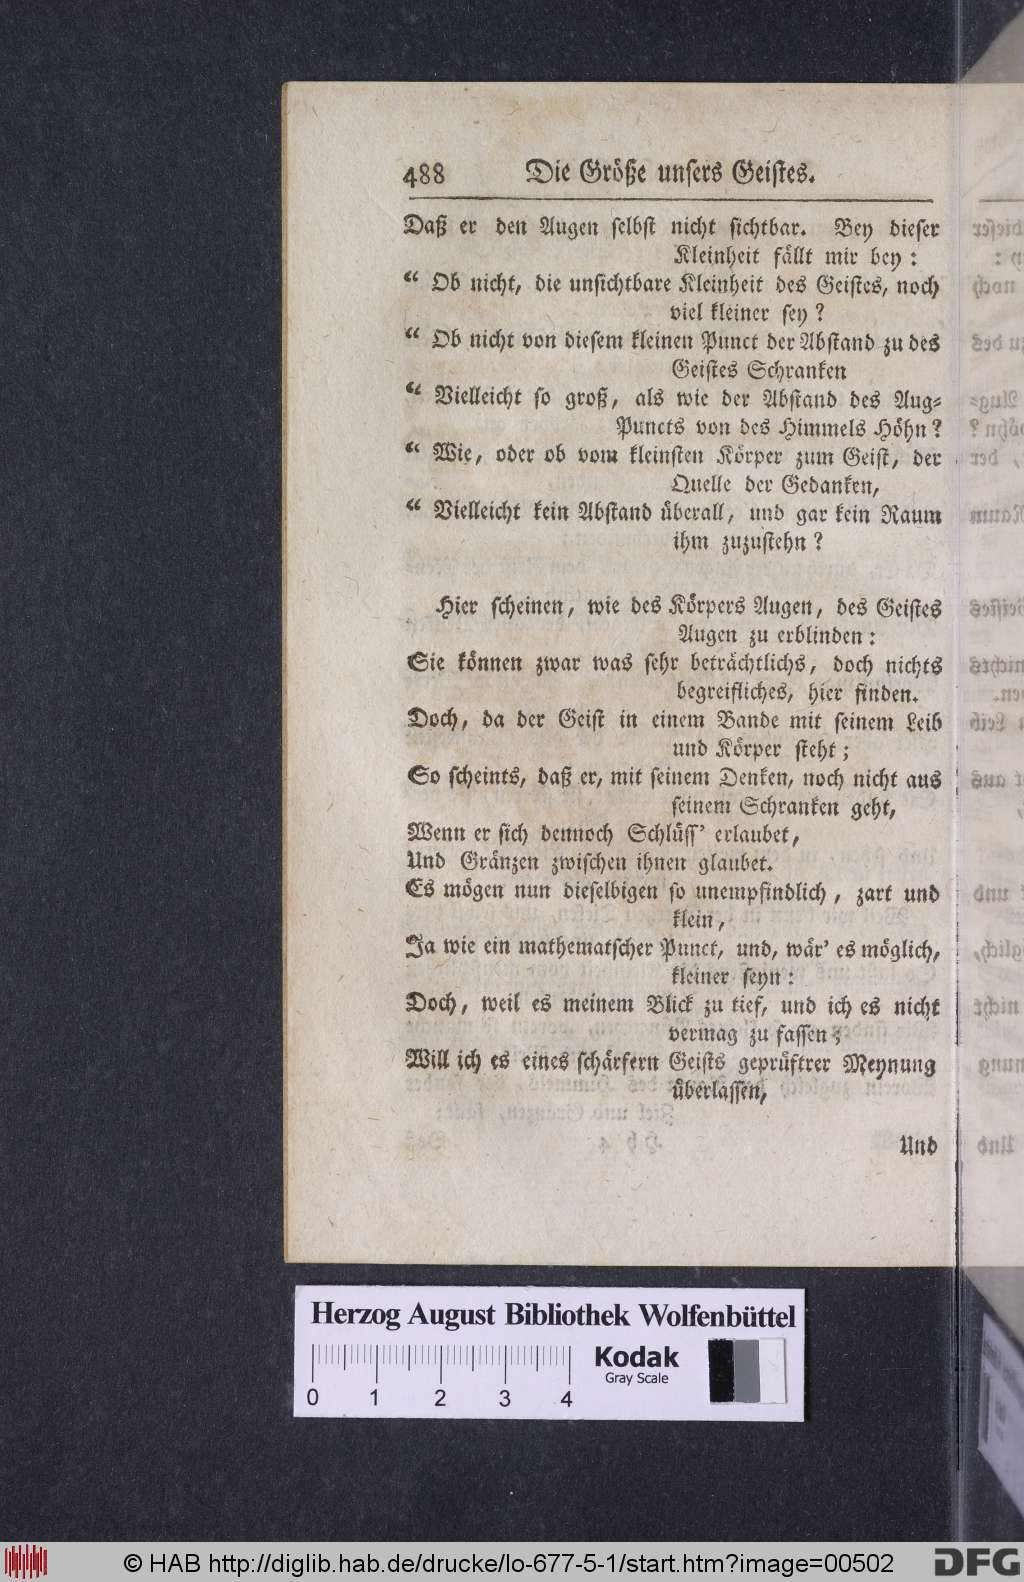 488 Die Größe unsers Geistes.
Daß er den Augen selbst nicht sichtbar. Bey dieser
Kleinheit fällt mir bey:
“ Ob nicht, die unsichtbare Kleinheit des Geistes, noch
viel kleiner sey?
“ Ob nicht von diesem kleinen Punct der Abstand zu des
Geistes Schranken
“ Vielleicht so groß, als wie der Abstand des Aug-
Puncts von des Himmels Höhn?
“ Wie, oder ob vom kleinsten Körper zum Geist, der
Quelle der Gedanken,
“ Vielleicht kein Abstand überall, und gar kein Raum
ihm zuzustehn?
Hier scheinen, wie des Körpers Augen, des Geistes
Augen zu erblinden:
Sie können zwar was sehr beträchtlichs, doch nichts
begreifliches, hier finden.
Doch, da der Geist in einem Bande mit seinem Leib
und Körper steht;
So scheints, daß er, mit seinem Denken, noch nicht aus
seinem Schranken geht,
Wenn er sich dennoch Schlüss’ erlaubet,
Und Gränzen zwischen ihnen glaubet.
Es mögen nun dieselbigen so unempfindlich, zart und
klein,
Ja wie ein mathematscher Punct, und, wär’ es möglich,
kleiner seyn:
Doch, weil es meinem Blick zu tief, und ich es nicht
vermag zu fassen;
Will ich es eines schärfern Geists geprüftrer Meynung
überlassen,
Und
Herzog August Bibliothek Wolfenbüttel
Kodak
Gray Scale
0 1 2 3 4
© HAB http://diglib.hab.de/drucke/lo-677-5-1/start.htm?image=00502
DFG